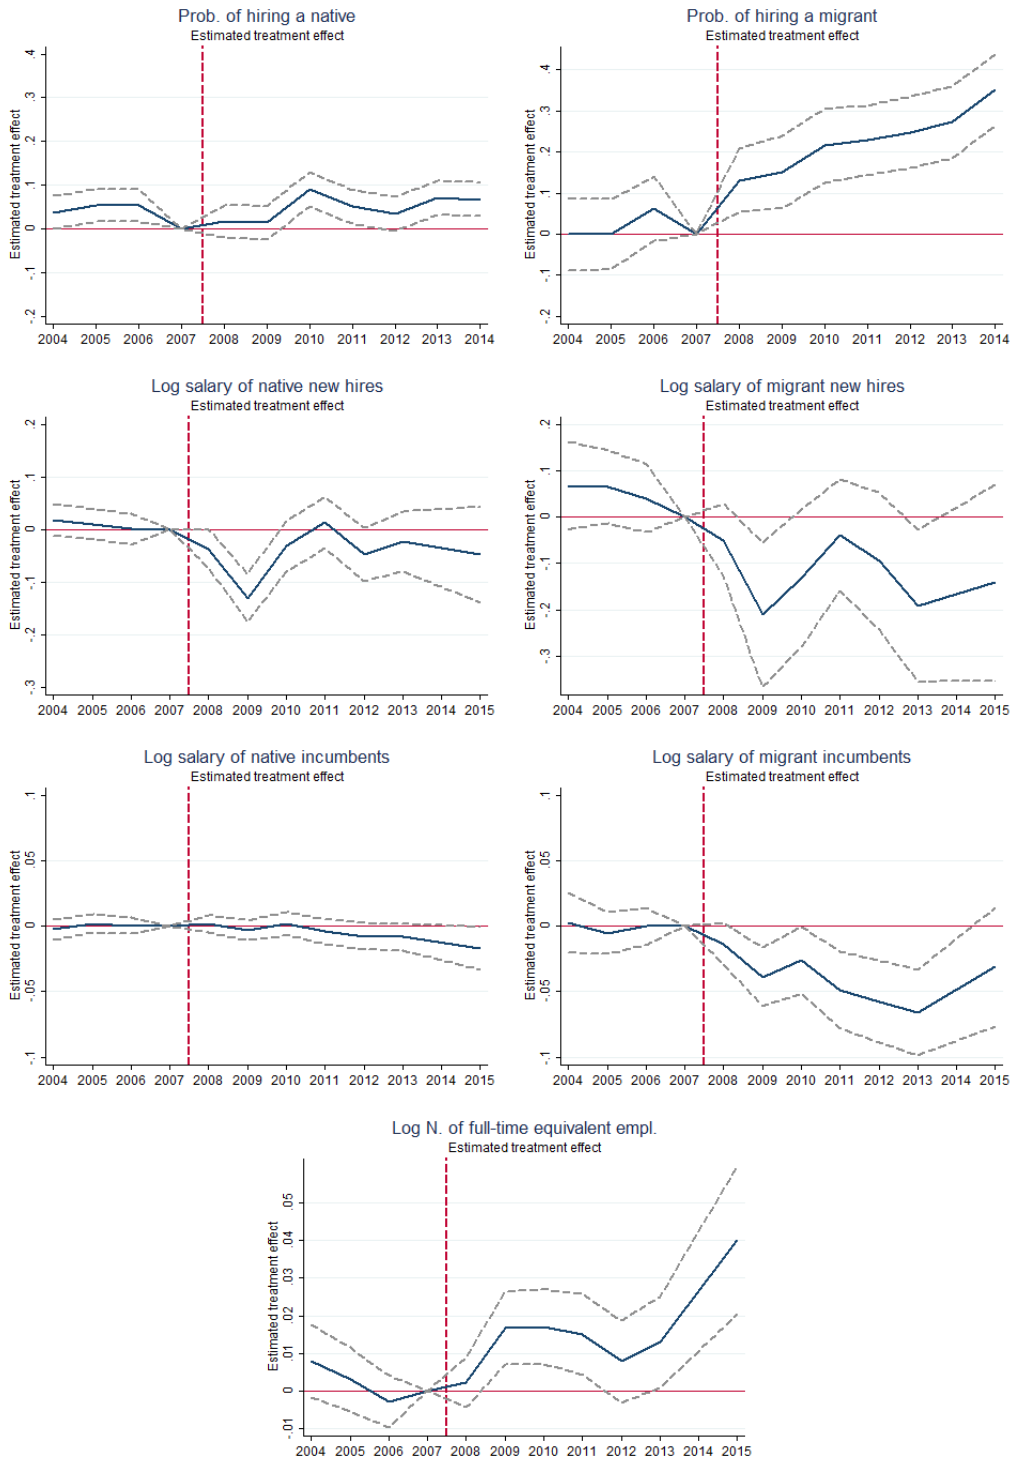 Prob. of hiring a native
Estimated treatment effect
Estimated treatment effect
.4
.3
.2
.1
0
-.1
-.2
2004 2005 2006 2007 2008 2009 2010 2011 2012 2013 2014
Prob. of hiring a migrant
Estimated treatment effect
Estimated treatment effect
.4
.3
.2
.1
0
-.1
-.2
2004 2005 2006 2007 2008 2009 2010 2011 2012 2013 2014
Log salary of native new hires
Estimated treatment effect
Estimated treatment effect
.2
.1
0
-.1
-.2
-.3
2004 2005 2006 2007 2008 2009 2010 2011 2012 2013 2014 2015
Log salary of migrant new hires
Estimated treatment effect
Estimated treatment effect
.2
.1
0
-.1
-.2
-.3
2004 2005 2006 2007 2008 2009 2010 2011 2012 2013 2014 2015
Log salary of native incumbents
Estimated treatment effect
Estimated treatment effect
.1
.05
0
-.05
-.1
2004 2005 2006 2007 2008 2009 2010 2011 2012 2013 2014 2015
Log salary of migrant incumbents
Estimated treatment effect
Estimated treatment effect
.1
.05
0
-.05
-.1
2004 2005 2006 2007 2008 2009 2010 2011 2012 2013 2014 2015
Log N. of full-time equivalent empl.
Estimated treatment effect
Estimated treatment effect
.05
.04
.03
.02
.01
0
-.01
2004 2005 2006 2007 2008 2009 2010 2011 2012 2013 2014 2015